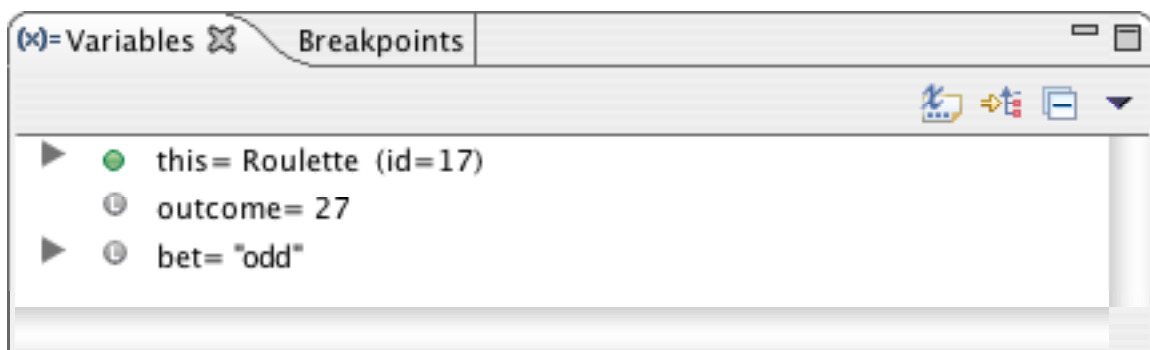 (x)= Variables Breakpoints
this= Roulette (id=17)
outcome= 27
bet= "odd"